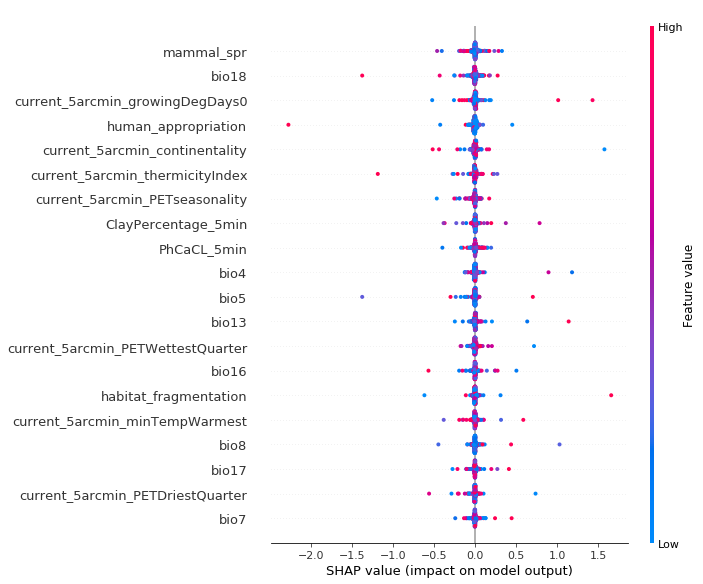 High
mammal_spr
bio18
current_5arcmin_growingDegDays0
human_appropriation
current_5arcmin_continentality
current_5arcmin_thermicityIndex
current_5arcmin_PETseasonality
ClayPercentage_5min
PhCaCL_5min
bio4
bio5
bio13
current_5arcmin_PETWettestQuarter
bio16
habitat_fragmentation
current_5arcmin_minTempWarmest
bio8
bio17
current_5arcmin_PETDriestQuarter
bio7
Feature value
Low
−2.0 −1.5 −1.0 −0.5 0.0 0.5 1.0 1.5
SHAP value (impact on model output)